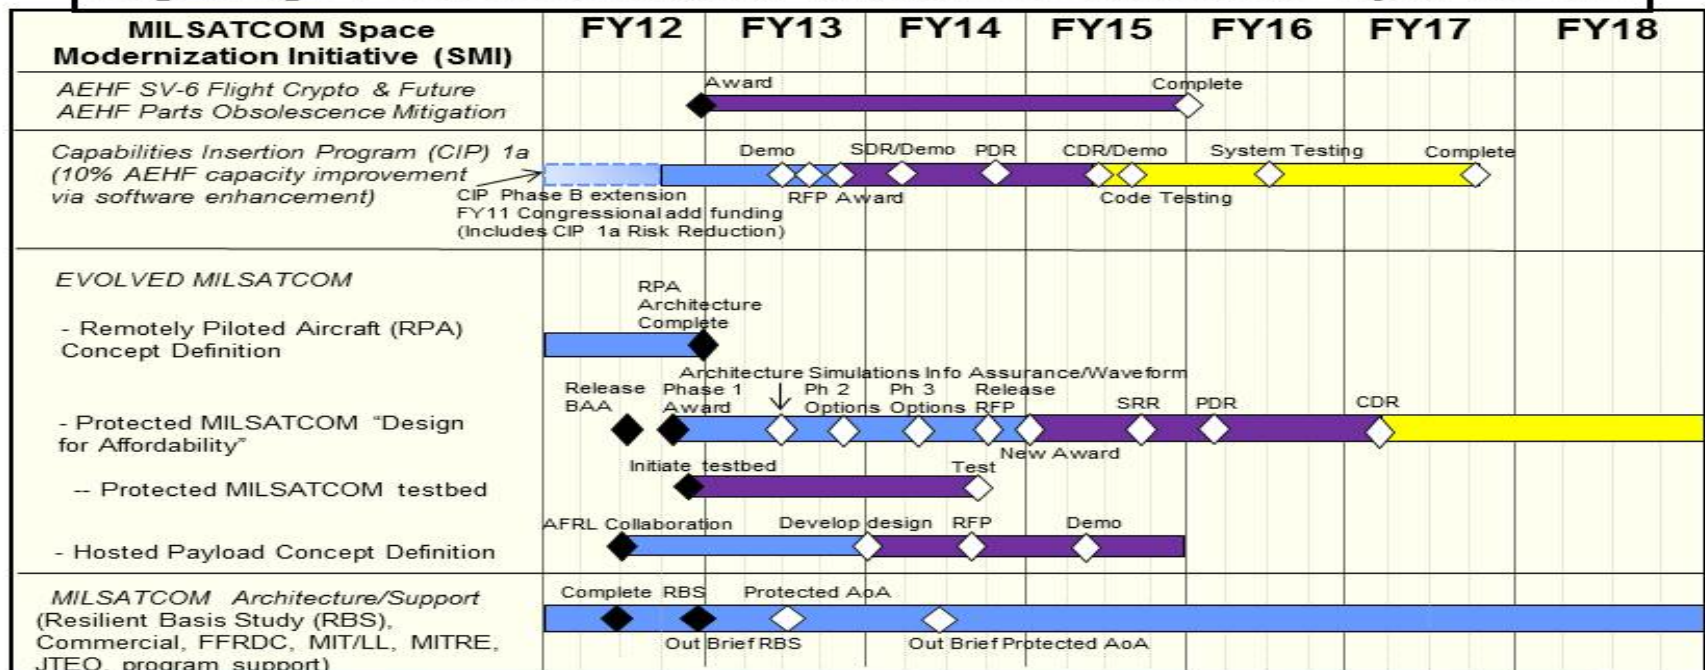 MILSATCOM Space
Modernization Initiative (SMI)
FY12 FY13 FY14 FY15 FY16 FY17 FY18
AEHF SV-6 Flight Crypto & Future
AEHF Parts Obsolescence Mitigation
Award
Complete
Capabilities Insertion Program (CIP) 1a
(10% AEHF capacity improvement
via software enhancement)
Demo
SDR/Demo
PDR
CDR/Demo
System Testing
Complete
CIP Phase B extension
FY11 Congressional add funding
(Includes CIP 1a Risk Reduction)
RFP Award
Code Testing
EVOLVED MILSATCOM
- Remotely Piloted Aircraft (RPA)
Concept Definition
RPA
Architecture
Complete
Architecture Simulations Info Assurance/Waveform
- Protected MILSATCOM “Design
for Affordability”
Release
BAA
Phase 1
Award
Ph 2
Options
Ph 3
Options
Release
RFP
SRR
PDR
CDR
New Award
-- Protected MILSATCOM testbed
Initiate testbed
Test
- Hosted Payload Concept Definition
AFRL Collaboration
Develop design
RFP
Demo
MILSATCOM Architecture/Support
(Resilient Basis Study (RBS),
Commercial, FFRDC, MIT/LL, MITRE,
JTEO, program support)
Complete RBS
Protected AoA
Out Brief RBS
Out Brief Protected AoA